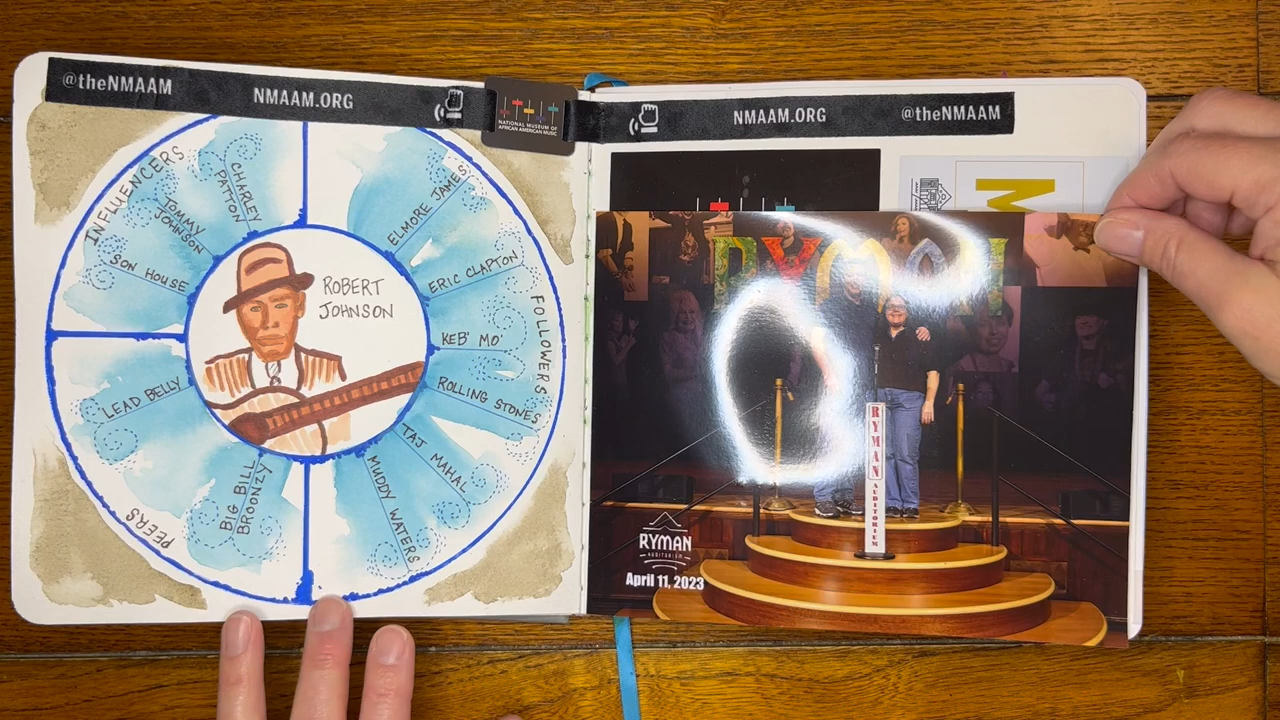 @theNMAAM
NMAAM.ORG
NATIONAL MUSEUM OF
AFRICAN AMERICAN MUSIC
NMAAM.ORG
@theNMAAM
INFLUENCERS
CHARLEY
PATTON
TOMMY
JOHNSON
SON HOUSE
ROBERT
JOHNSON
ELMORE JAMES
ERIC CLAPTON
KEB' MO'
ROLLING STONES
TAJ MAHAL
MUDDY WATERS
FOLLOWERS
LEAD BELLY
BIG BILL
BROONZY
PEERS
M
RYMAN
RYMAN AUDITORIUM
RYMAN
AUDITORIUM
April 11, 2023